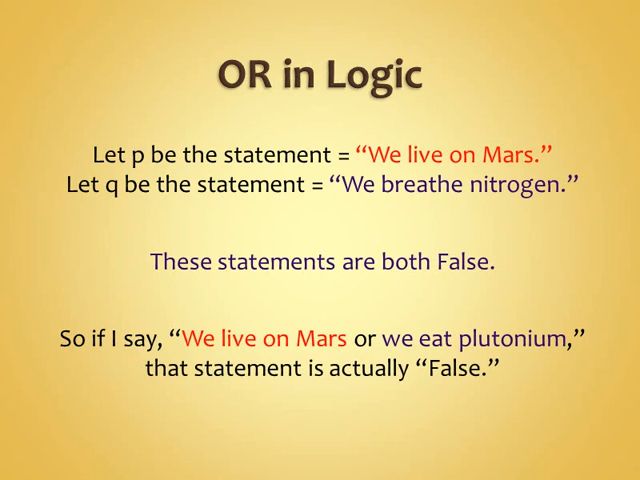 OR in Logic
Let p be the statement = “We live on Mars.”
Let q be the statement = “We breathe nitrogen.”
These statements are both False.
So if I say, “We live on Mars or we eat plutonium,”
that statement is actually “False.”